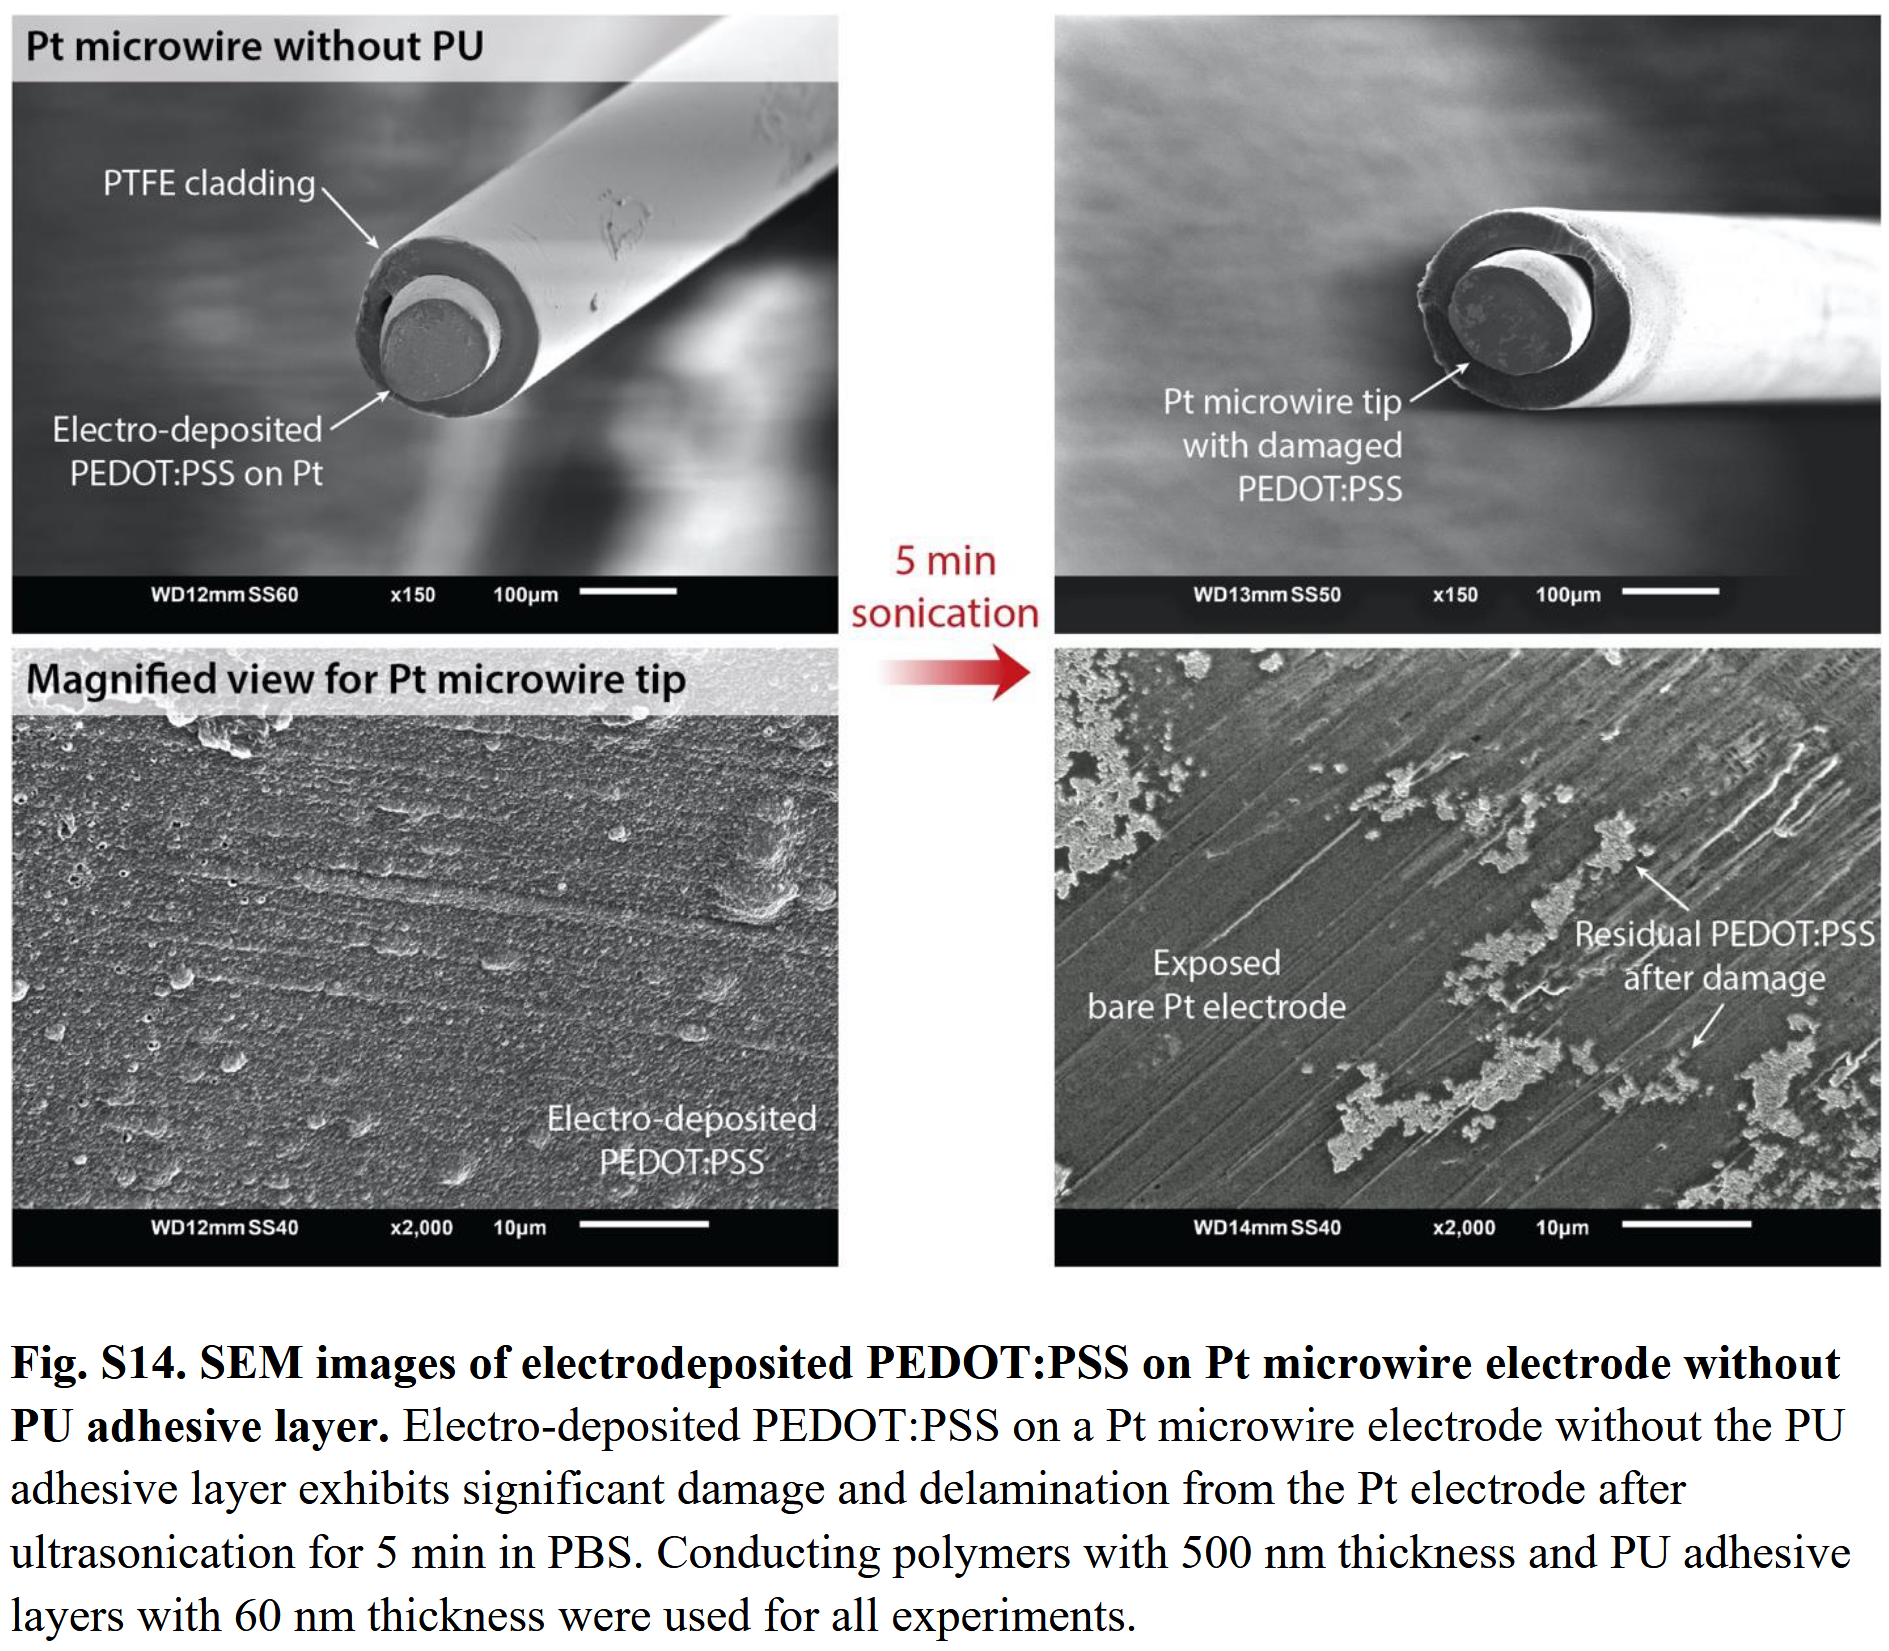 Pt microwire without PU
PTFE cladding
Electro-deposited
PEDOT:PSS on Pt
WD12mm SS60 x150 100µm
Pt microwire tip
with damaged
PEDOT:PSS
WD13mm SS50 x150 100µm
5 min
sonication
Magnified view for Pt microwire tip
Electro-deposited
PEDOT:PSS
WD12mm SS40 x2,000 10µm
Exposed
bare Pt electrode
Residual PEDOT:PSS
after damage
WD14mm SS40 x2,000 10µm
Fig. S14. SEM images of electrodeposited PEDOT:PSS on Pt microwire electrode without
PU adhesive layer. Electro-deposited PEDOT:PSS on a Pt microwire electrode without the PU
adhesive layer exhibits significant damage and delamination from the Pt electrode after
ultrasonication for 5 min in PBS. Conducting polymers with 500 nm thickness and PU adhesive
layers with 60 nm thickness were used for all experiments.